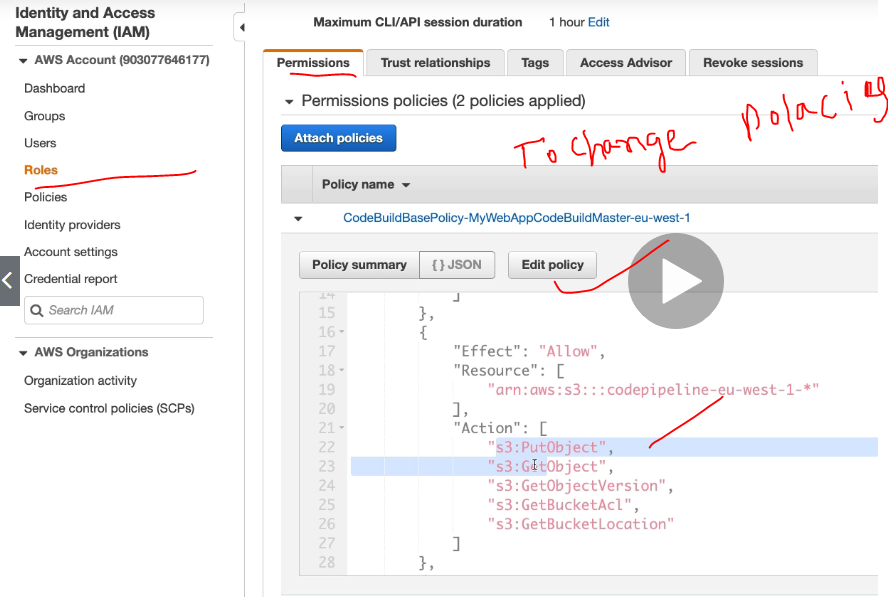 Identity and Access
Management (IAM)
AWS Account (903077646177)
Dashboard
Groups
Users
Roles
Policies
Identity providers
Account settings
Credential report
Search IAM
AWS Organizations
Organization activity
Service control policies (SCPs)
Maximum CLI/API session duration 1 hour Edit
Permissions Trust relationships Tags Access Advisor Revoke sessions
Permissions policies (2 policies applied)
Attach policies
To change
Policy name
CodeBuildBasePolicy-MyWebAppCodeBuildMaster-eu-west-1
Policy summary { } JSON Edit policy
14 ]
15 },
16 {
17 "Effect": "Allow",
18 "Resource": [
19 "arn:aws:s3:::codepipeline-eu-west-1-*"
20 ],
21 "Action": [
22 "s3:PutObject",
23 "s3:GetObject",
24 "s3:GetObjectVersion",
25 "s3:GetBucketAcl",
26 "s3:GetBucketLocation"
27 ]
28 },